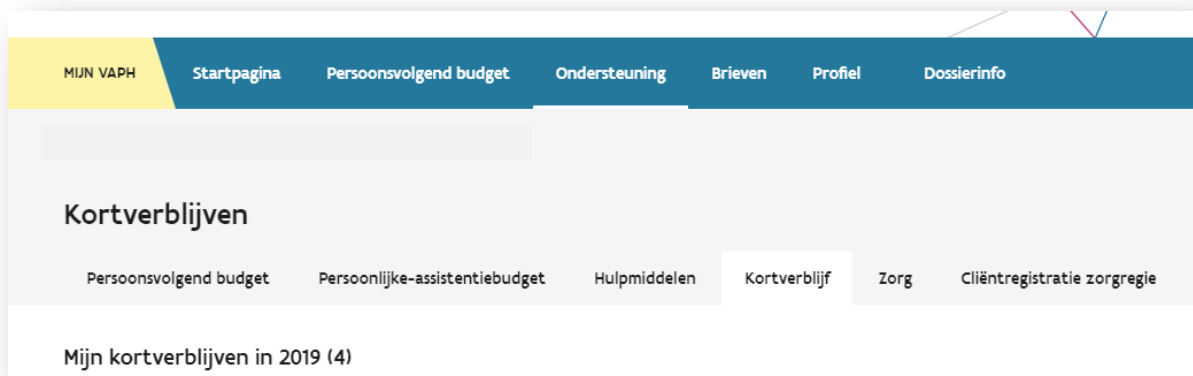 MIJN VAPH Startpagina Persoonsvolgend budget Ondersteuning Brieven Profiel Dossierinfo
Kortverblijven
Persoonsvolgend budget Persoonlijke-assistentiebudget Hulpmiddelen Kortverblijf Zorg Cliëntregistratie zorgregie
Mijn kortverblijven in 2019 (4)